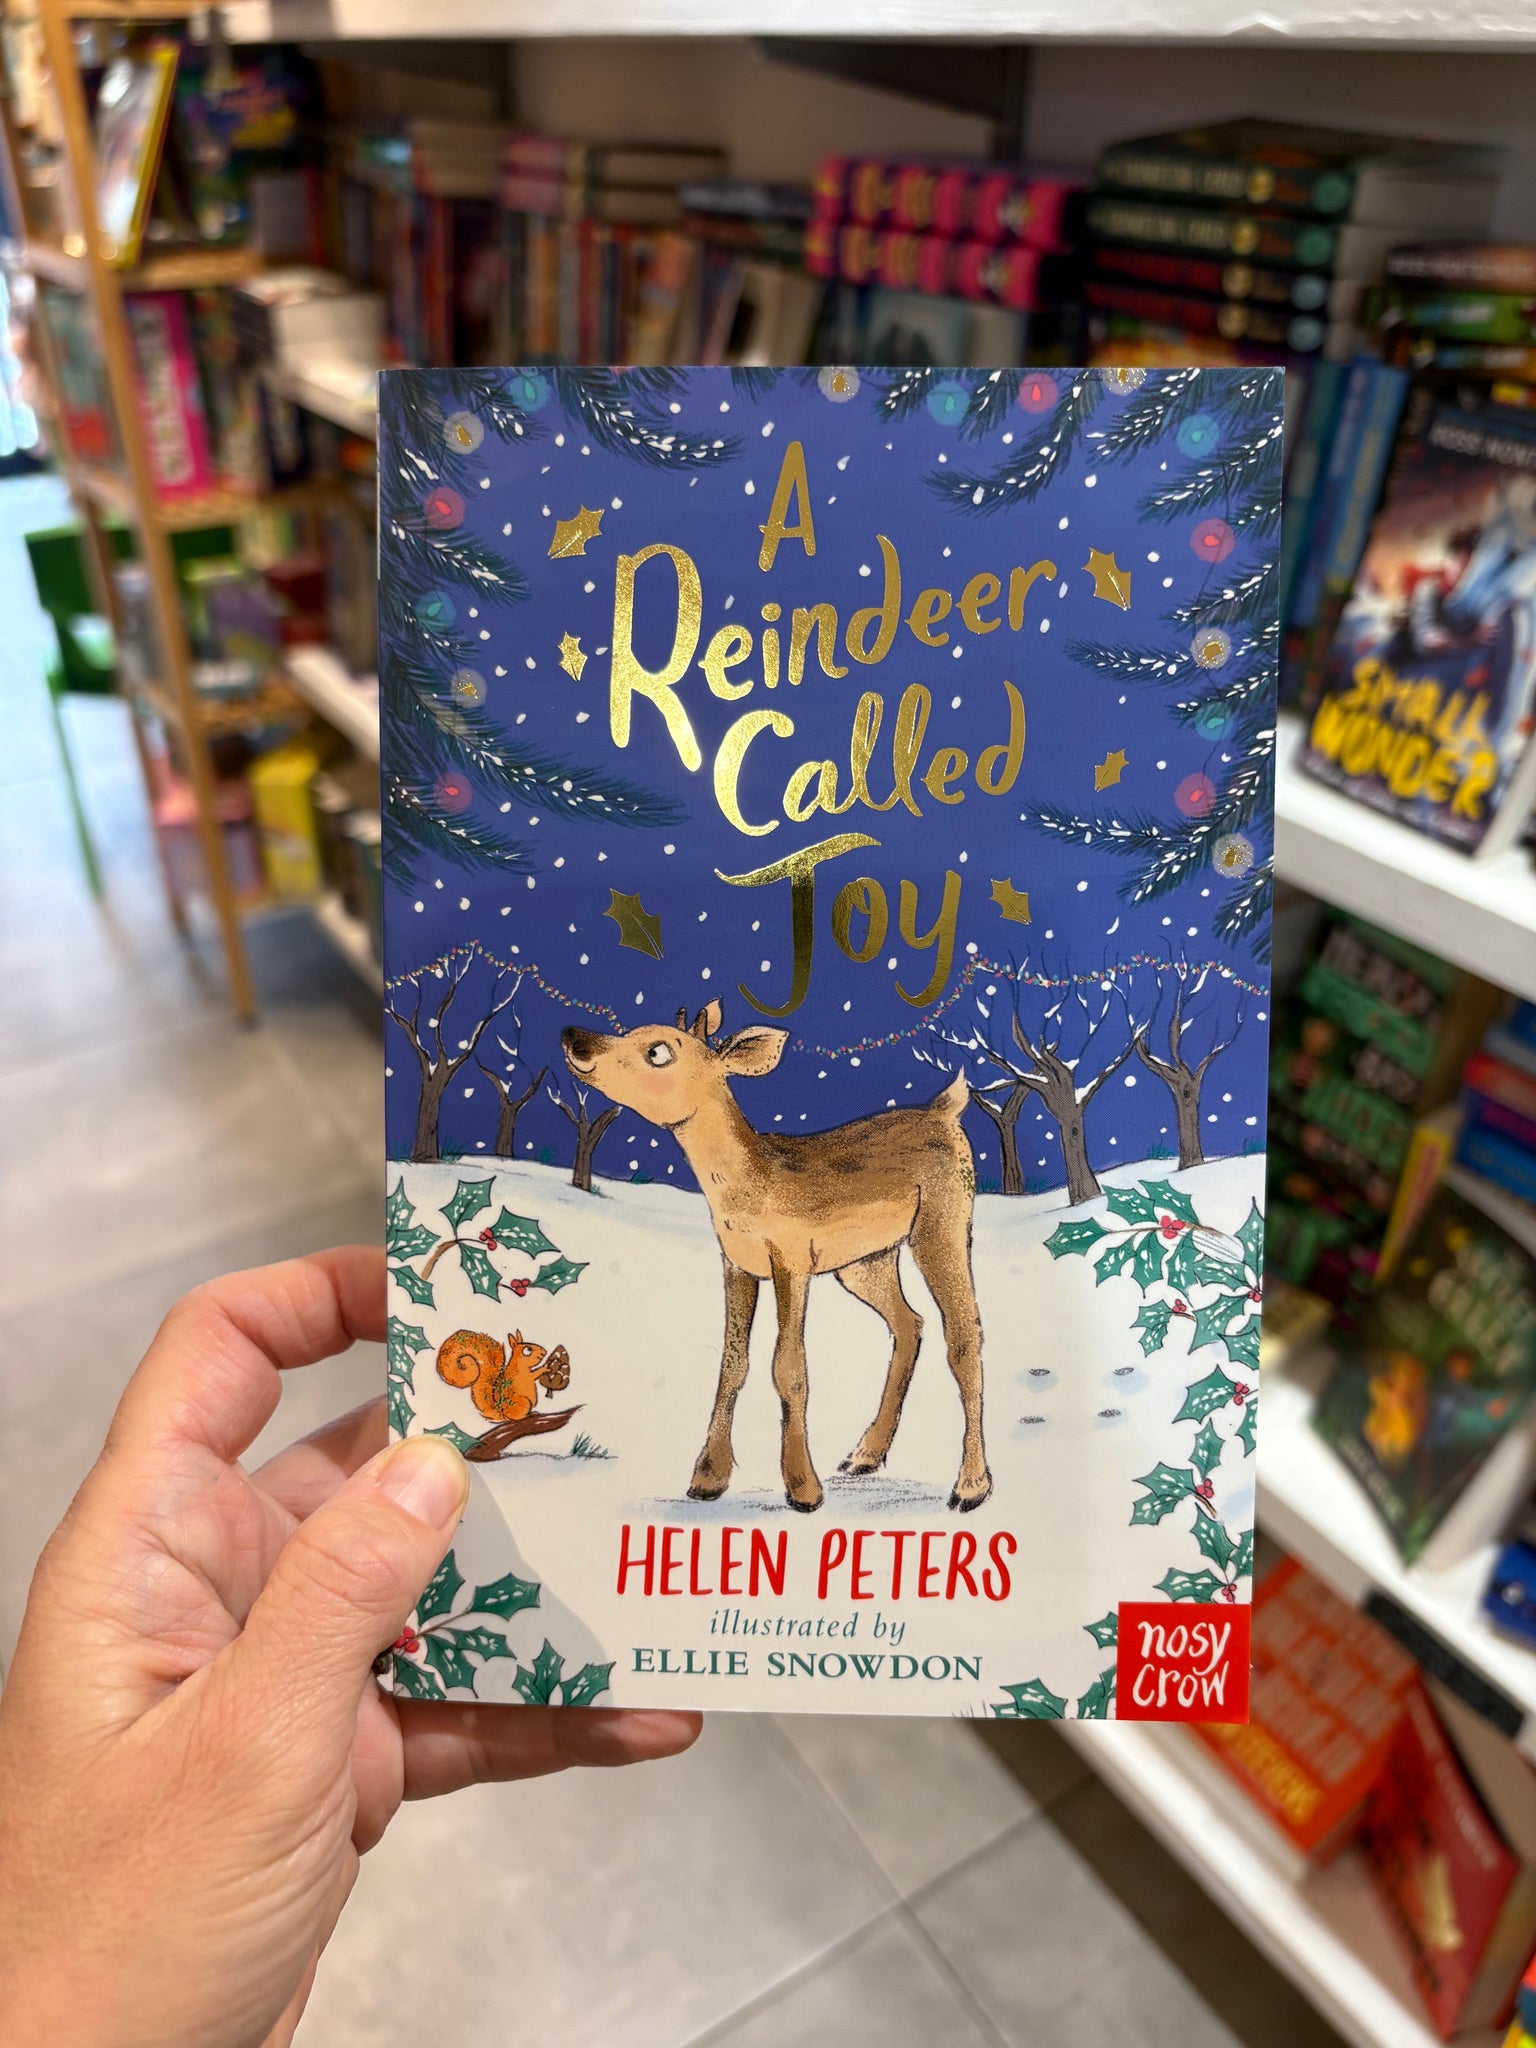 A
Reindeer
Called
Joy
HELEN PETERS
illustrated by
ELLIE SNOWDON
nosy
crow
SMALL
WONDER